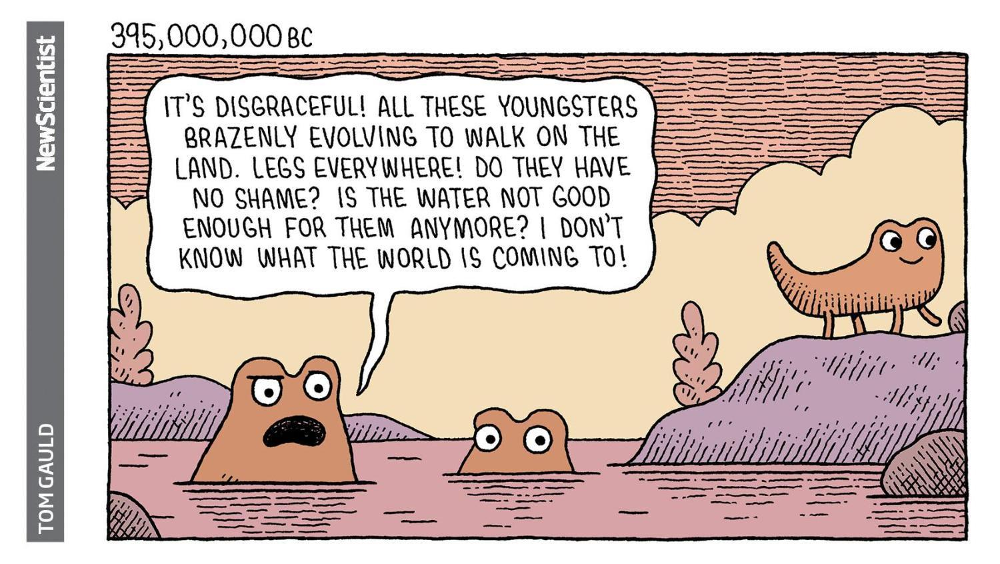 395,000,000 BC
IT'S DISGRACEFUL! ALL THESE YOUNGSTERS
BRAZENLY EVOLVING TO WALK ON THE
LAND. LEGS EVERYWHERE! DO THEY HAVE
NO SHAME? IS THE WATER NOT GOOD
ENOUGH FOR THEM ANYMORE? I DON'T
KNOW WHAT THE WORLD IS COMING TO!
NewScientist
TOM GAULD